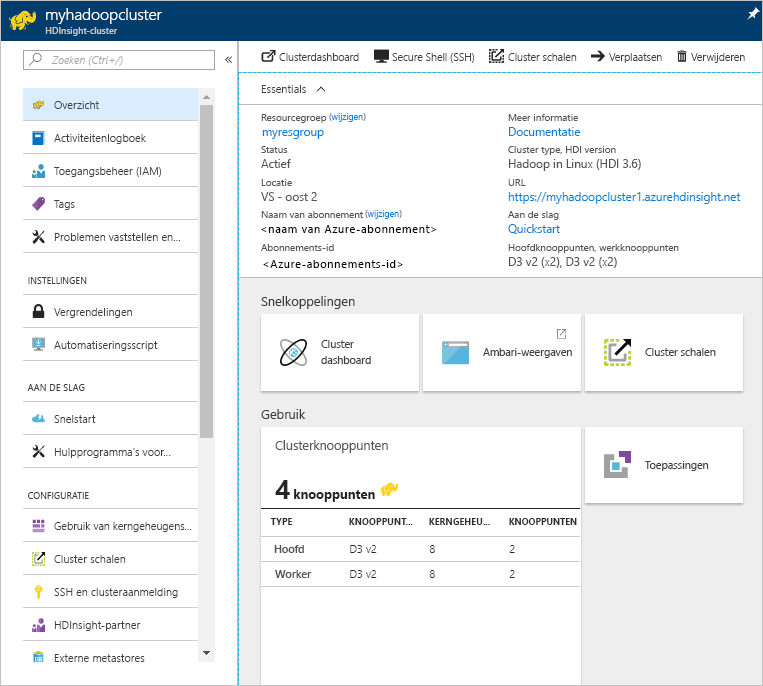 myhadoopcluster
HDInsight-cluster
Zoeken (Ctrl+/)
«
Overzicht
Activiteitenlogboek
Toegangsbeheer (IAM)
Tags
Problemen vaststellen en...
INSTELLINGEN
Vergrendelingen
Automatiseringsscript
AAN DE SLAG
Snelstart
Hulpprogramma's voor...
CONFIGURATIE
Gebruik van kerngeheugens...
Cluster schalen
SSH en clusteraanmelding
HDInsight-partner
Externe metastores
Clusterdashboard Secure Shell (SSH) Cluster schalen Verplaatsen Verwijderen
Essentials
Resourcegroep (wijzigen)
myresgroup
Status
Actief
Locatie
VS - oost 2
Naam van abonnement (wijzigen)
<naam van Azure-abonnement>
Abonnements-id
<Azure-abonnements-id>
Meer informatie
Documentatie
Cluster type, HDI version
Hadoop in Linux (HDI 3.6)
URL
https://myhadoopcluster1.azurehdinsight.net
Aan de slag
Quickstart
Hoofdknooppunten, werkknooppunten
D3 v2 (x2), D3 v2 (x2)
Snelkoppelingen
Cluster
dashboard
Ambari-weergaven
Cluster schalen
Gebruik
Clusterknooppunten
4 knooppunten
TYPE KNOOPPUNT... KERNGEHEU... KNOOPPUNTEN
Hoofd D3 v2 8 2
Worker D3 v2 8 2
Toepassingen